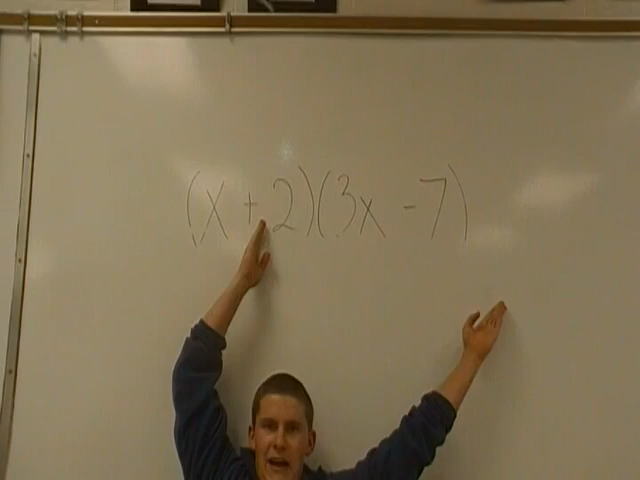 (x + 2)(3x - 7)